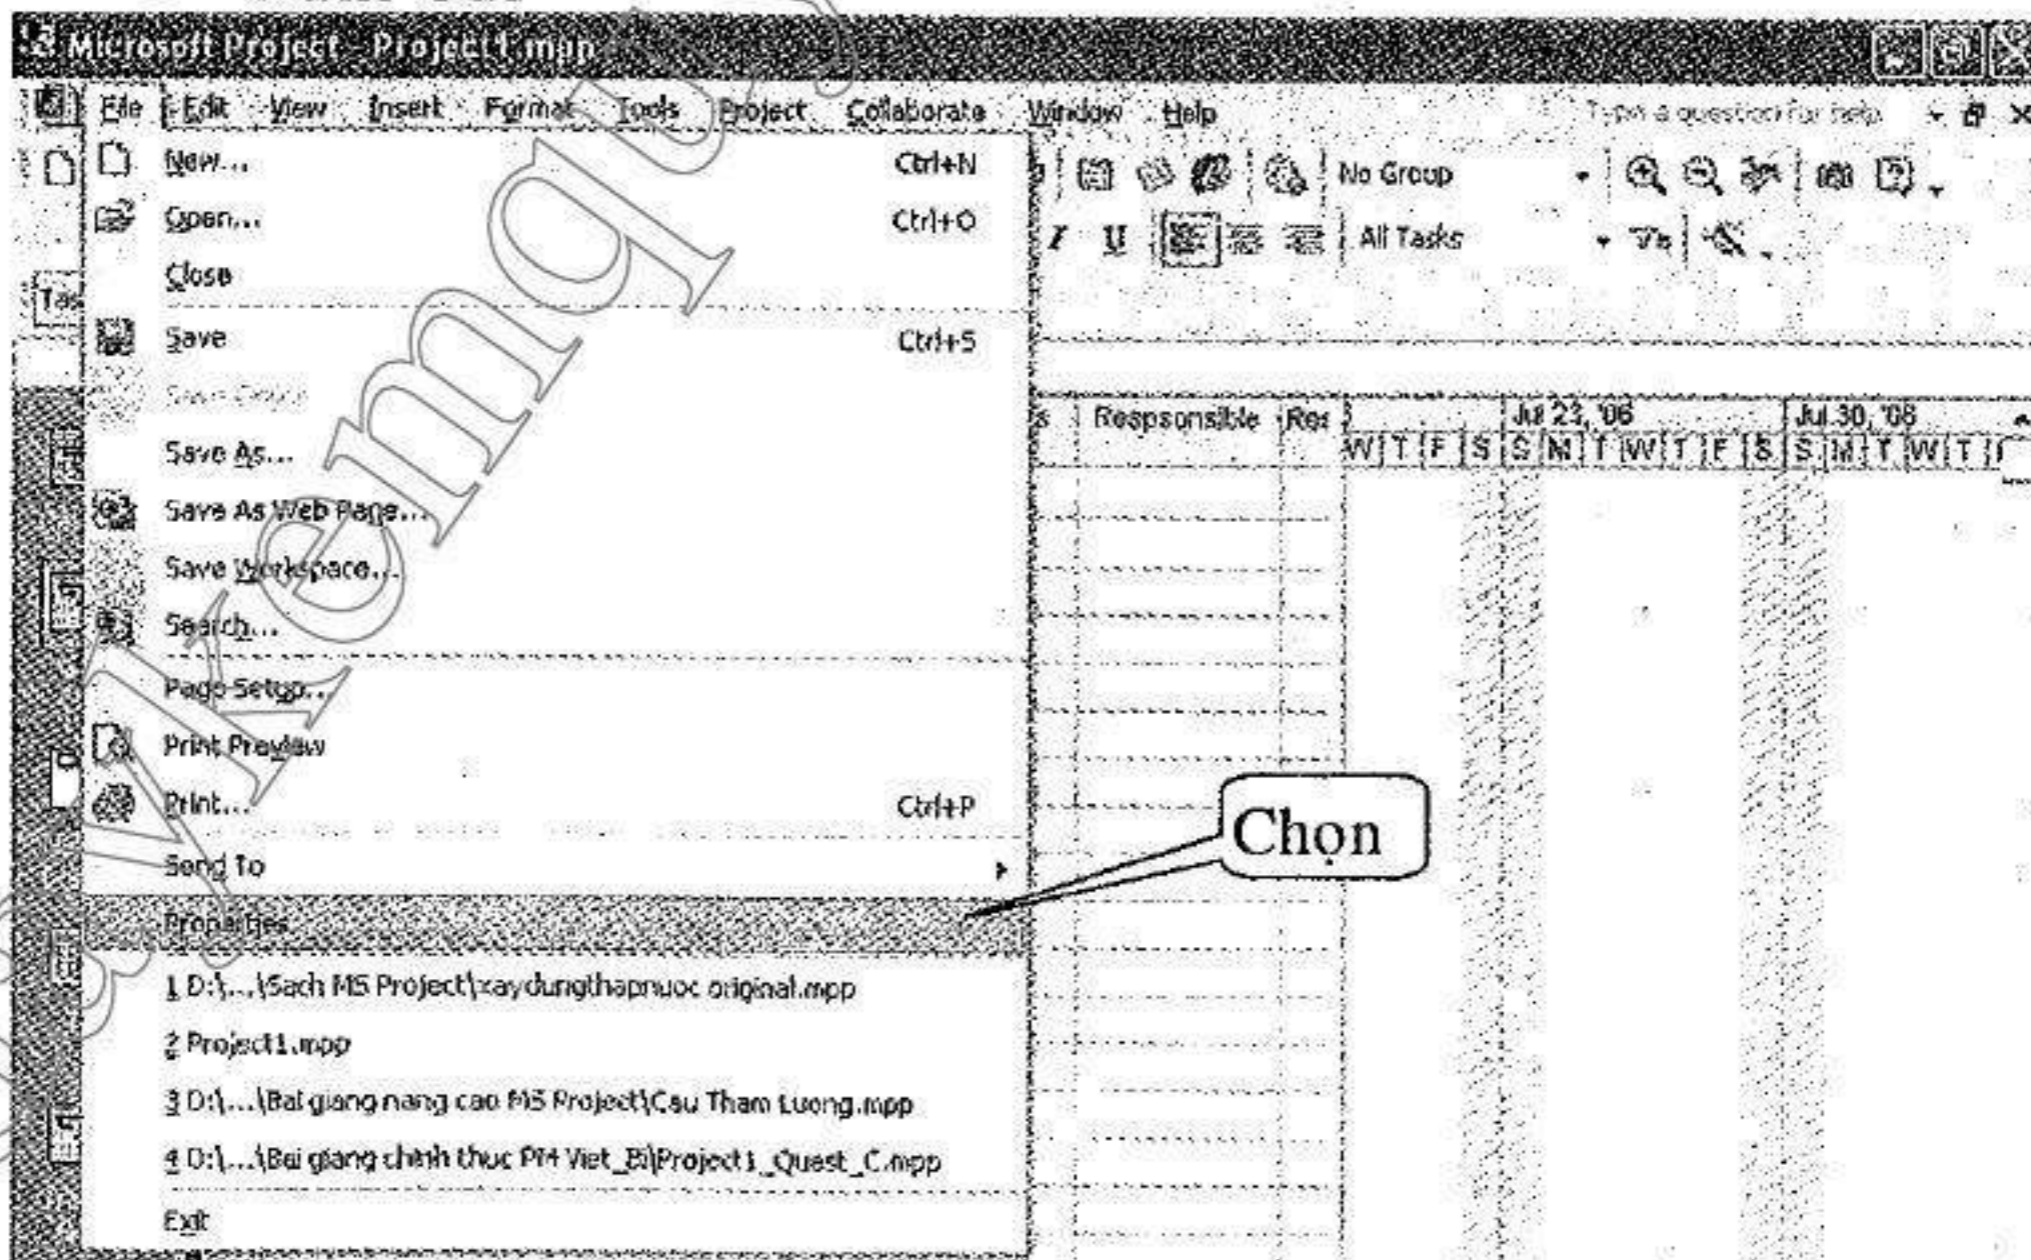 Microsoft Project - Project1.mpp
File Edit View Insert Format Tools Project Collaborate Window Help Type a question for help
New... Ctrl+N
No Group
Open... Ctrl+O
I U All Tasks
Close
Tas
Save Ctrl+S
s Respsonsible Res Jul 23, '06 Jul 30, '06
W T F S S M T W T F S S M T W T
Save As...
Save As Web Page...
Save Workspace...
Search...
Page Setup...
Print Preview
Print... Ctrl+P
Chọn
Send To
Properties
1 D:\...\Sach MS Project\xaydungthapnuoc original.mpp
2 Project1.mpp
3 D:\...\Bai giang nang cao MS Project\Cau Tham Luong.mpp
4 D:\...\Bai giang chinh thuc PM Viet_Bi\Project1_Quest_C.mpp
Exit